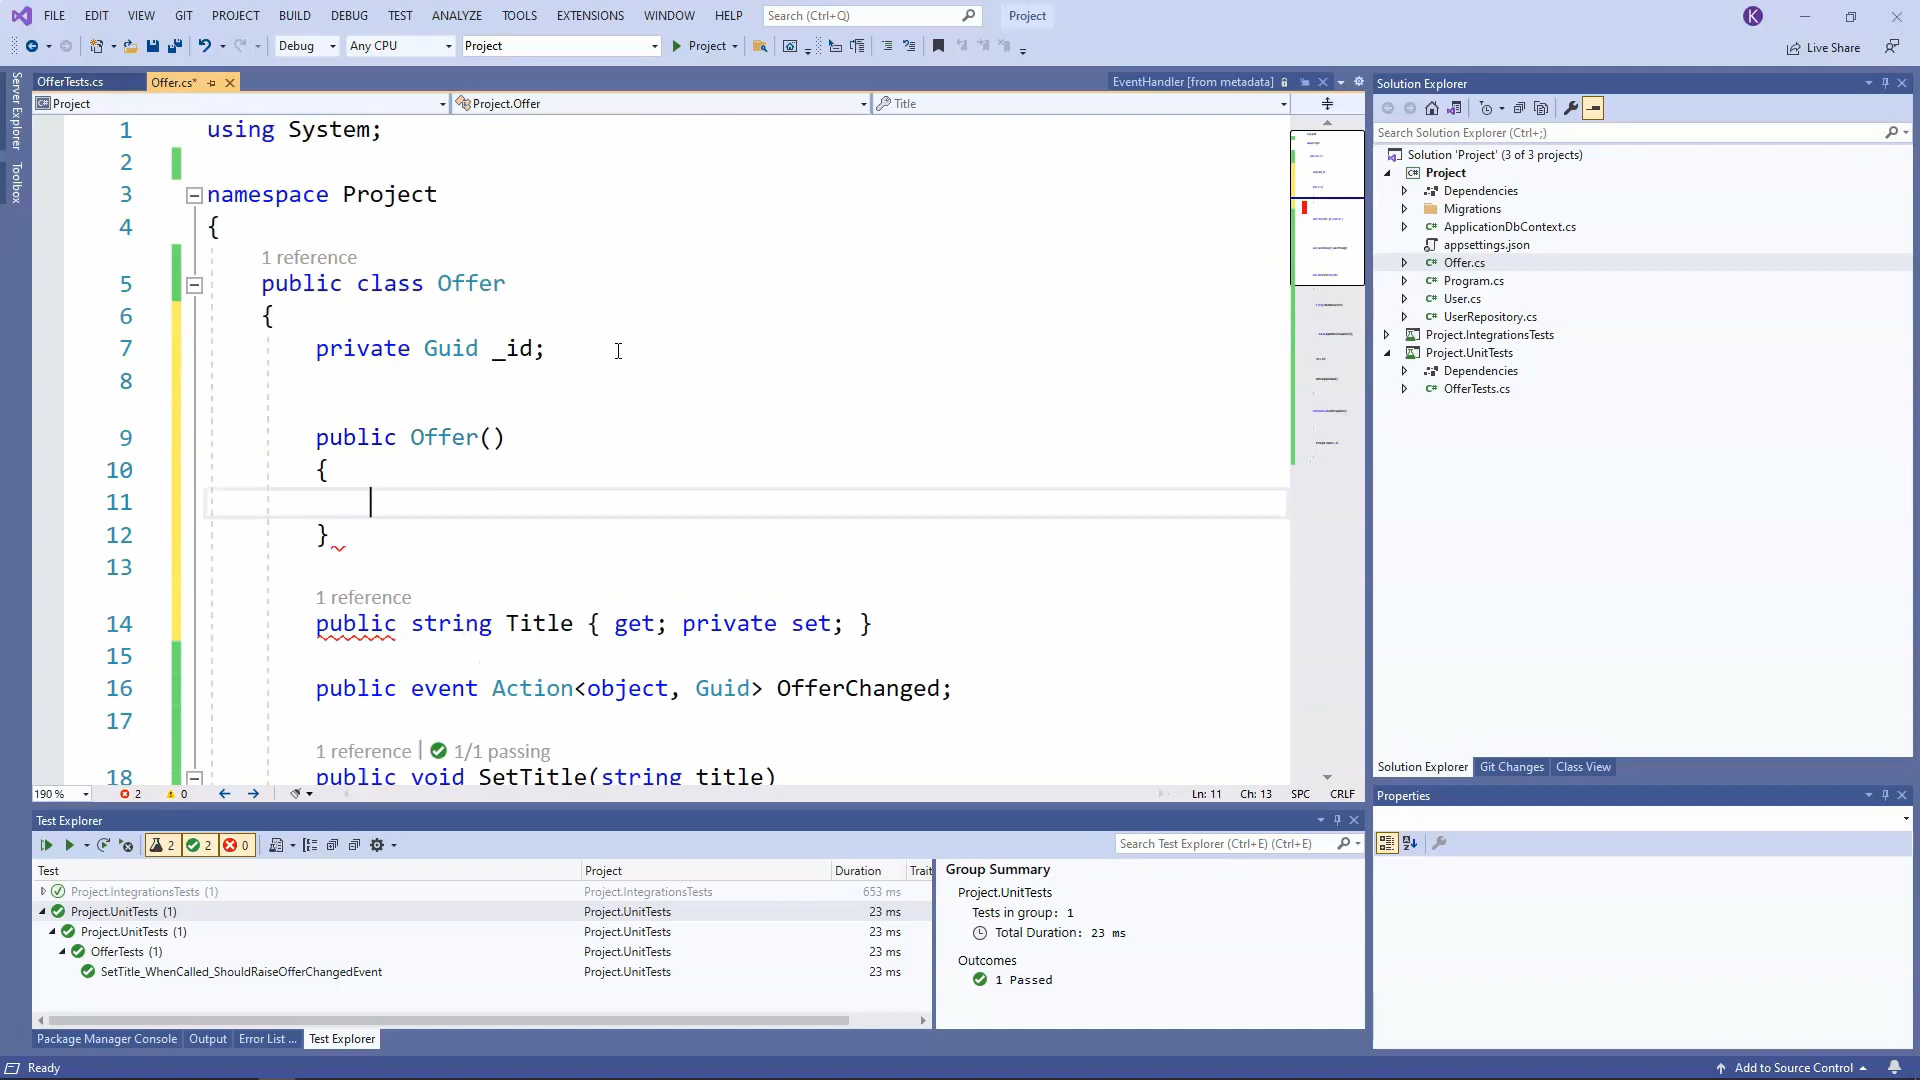 FILE EDIT VIEW GIT PROJECT BUILD DEBUG TEST ANALYZE TOOLS EXTENSIONS WINDOW HELP Search (Ctrl+Q) Project K
Debug Any CPU Project Project Live Share
Server Explorer
Toolbox
OfferTests.cs Offer.cs* EventHandler [from metadata]
Project Project.Offer Title
1 using System;
2
3 namespace Project
4 {
1 reference
5 public class Offer
6 {
7 private Guid _id;
8
9 public Offer()
10 {
11
12 }
13
1 reference
14 public string Title { get; private set; }
15
16 public event Action<object, Guid> OfferChanged;
17
1 reference | 1/1 passing
18 public void SetTitle(string title)
190 % 2 0 Ln: 11 Ch: 13 SPC CRLF
Solution Explorer
Search Solution Explorer (Ctrl+;)
Solution 'Project' (3 of 3 projects)
C# Project
Dependencies
Migrations
C# ApplicationDbContext.cs
appsettings.json
C# Offer.cs
C# Program.cs
C# User.cs
C# UserRepository.cs
Project.IntegrationsTests
Project.UnitTests
Dependencies
C# OfferTests.cs
Solution Explorer Git Changes Class View
Properties
Test Explorer
2 2 0 Search Test Explorer (Ctrl+E) (Ctrl+E)
Test Project Duration Trait
Project.IntegrationsTests (1) Project.IntegrationsTests 653 ms
Project.UnitTests (1) Project.UnitTests 23 ms
Project.UnitTests (1) Project.UnitTests 23 ms
OfferTests (1) Project.UnitTests 23 ms
SetTitle_WhenCalled_ShouldRaiseOfferChangedEvent Project.UnitTests 23 ms
Group Summary
Project.UnitTests
Tests in group: 1
Total Duration: 23 ms
Outcomes
1 Passed
Package Manager Console Output Error List ... Test Explorer
Ready Add to Source Control